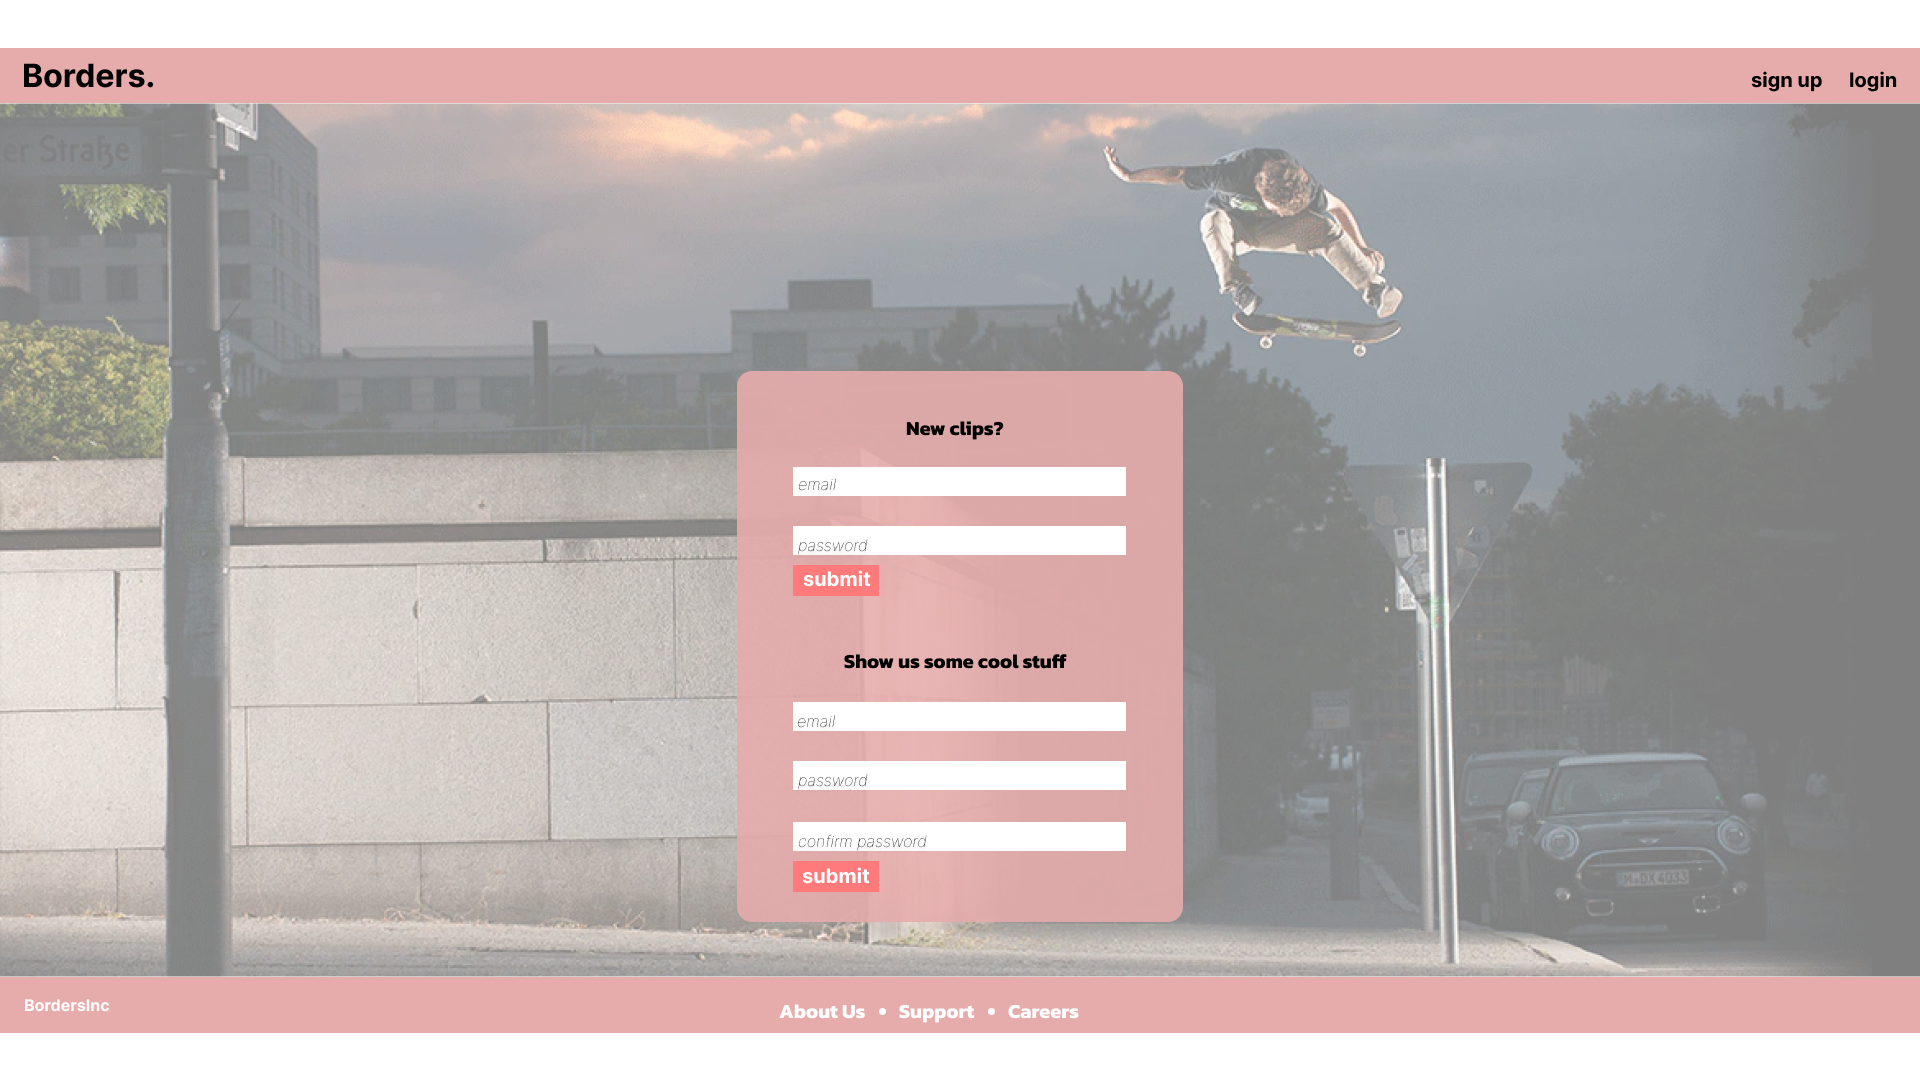 Borders.
sign up login
er Straße
New clips?
email
password
submit
Show us some cool stuff
email
password
confirm password
submit
M·DX 4033
BordersInc
About Us • Support • Careers